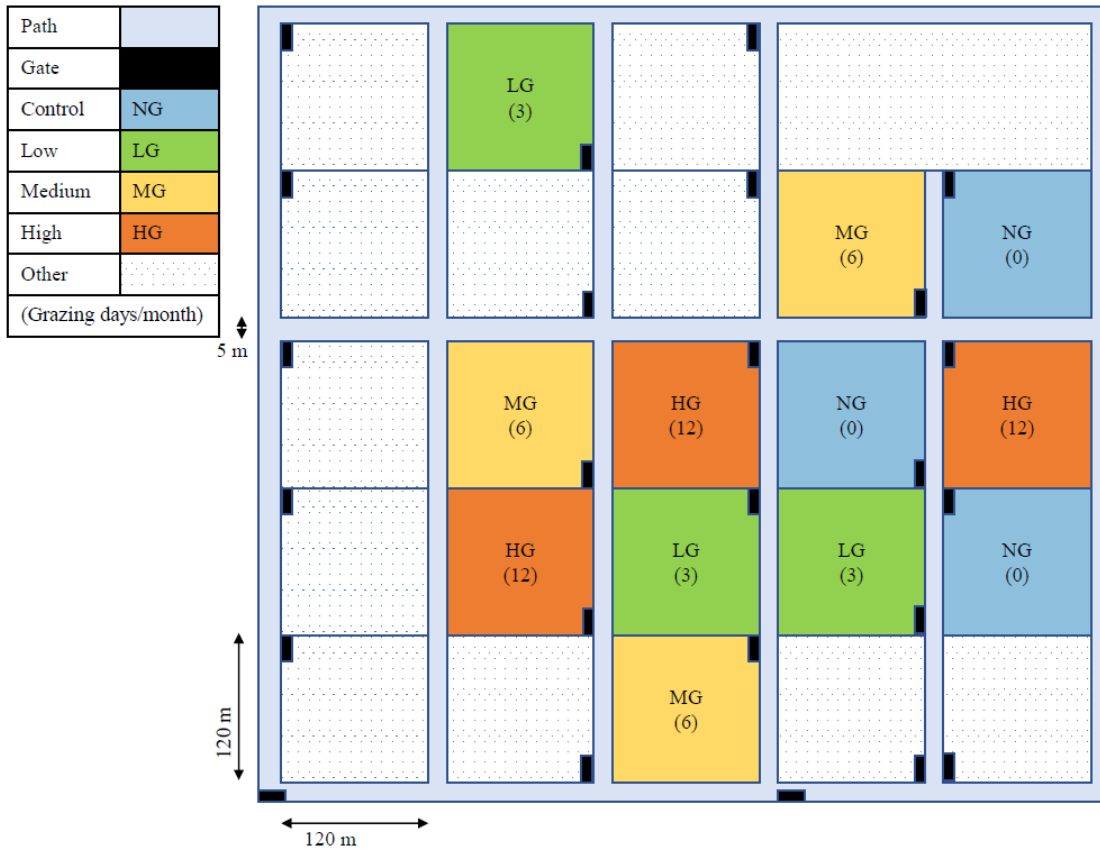 Path
Gate
Control NG
Low LG
Medium MG
High HG
Other
(Grazing days/month)
5 m
LG
(3)
MG
(6)
NG
(0)
MG
(6)
HG
(12)
NG
(0)
HG
(12)
HG
(12)
LG
(3)
LG
(3)
NG
(0)
MG
(6)
120 m
120 m